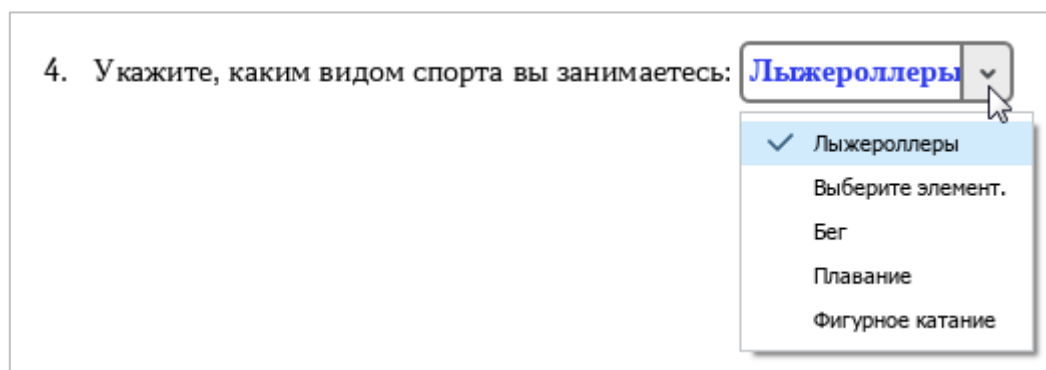 4. Укажите, каким видом спорта вы занимаетесь: Лыжероллеры
Лыжероллеры
Выберите элемент.
Бег
Плавание
Фигурное катание